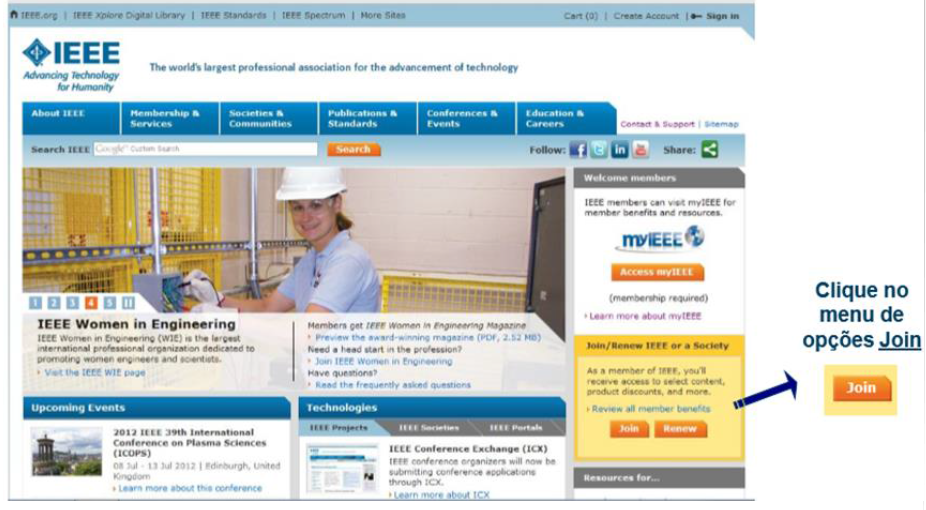 IEEE.org | IEEE Xplore Digital Library | IEEE Standards | IEEE Spectrum | More Sites
Cart (0) | Create Account | Sign in
IEEE
Advancing Technology
for Humanity
The world's largest professional association for the advancement of technology
About IEEE
Membership &
Services
Societies &
Communities
Publications &
Standards
Conferences &
Events
Education &
Careers
Contact & Support | Sitemap
Search IEEE
Google Custom Search
Search
Follow:
Share:
1 2 3 4 5
IEEE Women in Engineering
IEEE Women in Engineering (WIE) is the largest
international professional organization dedicated to
promoting women engineers and scientists.
Visit the IEEE WIE page
Members get IEEE Women in Engineering Magazine
Preview the award-winning magazine (PDF, 2.52 MB)
Need a head start in the profession?
Join IEEE Women in Engineering
Have questions?
Read the frequently asked questions
Welcome members
IEEE members can visit myIEEE for
member benefits and resources.
myIEEE
Access myIEEE
(membership required)
Learn more about myIEEE
Join/Renew IEEE or a Society
As a member of IEEE, you'll
receive access to select content,
product discounts, and more.
Review all member benefits
Join
Renew
Resources for...
Upcoming Events
2012 IEEE 39th International
Conference on Plasma Sciences
(ICOPS)
08 Jul - 13 Jul 2012 | Edinburgh, United
Kingdom
Learn more about this conference
Technologies
IEEE Projects
IEEE Societies
IEEE Portals
IEEE Conference Exchange (ICX)
IEEE conference organizers will now be
submitting conference applications
through ICX.
Learn more about ICX
Clique no
menu de
opções Join
Join